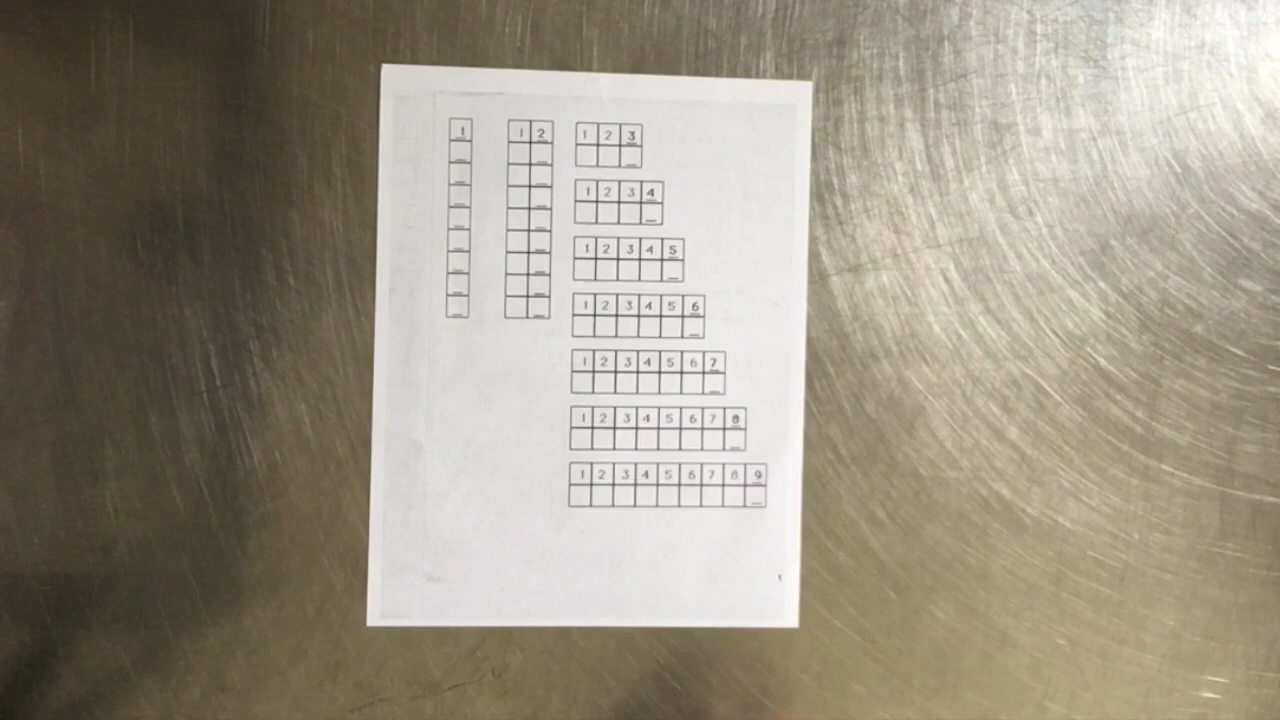 1
1 2
1 2 3
1 2 3 4
1 2 3 4 5
1 2 3 4 5 6
1 2 3 4 5 6 7
1 2 3 4 5 6 7 8
1 2 3 4 5 6 7 8 9